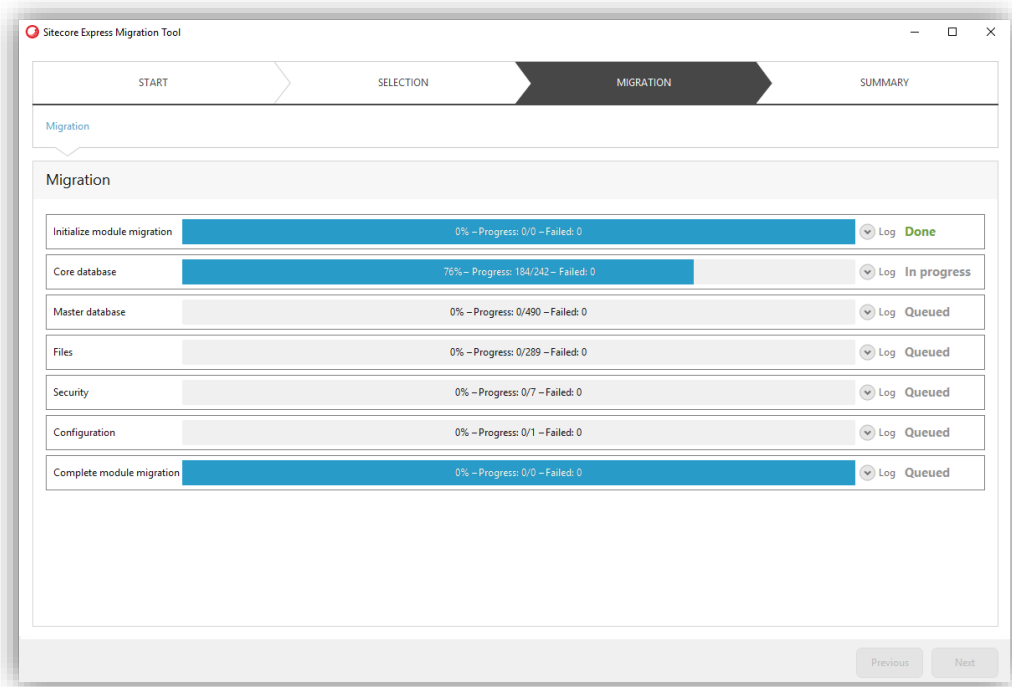 Sitecore Express Migration Tool
START SELECTION MIGRATION SUMMARY
Migration
Migration
Initialize module migration 0% – Progress: 0/0 – Failed: 0 Log Done
Core database 76% – Progress: 184/242 – Failed: 0 Log In progress
Master database 0% – Progress: 0/490 – Failed: 0 Log Queued
Files 0% – Progress: 0/289 – Failed: 0 Log Queued
Security 0% – Progress: 0/7 – Failed: 0 Log Queued
Configuration 0% – Progress: 0/1 – Failed: 0 Log Queued
Complete module migration 0% – Progress: 0/0 – Failed: 0 Log Queued
Previous Next